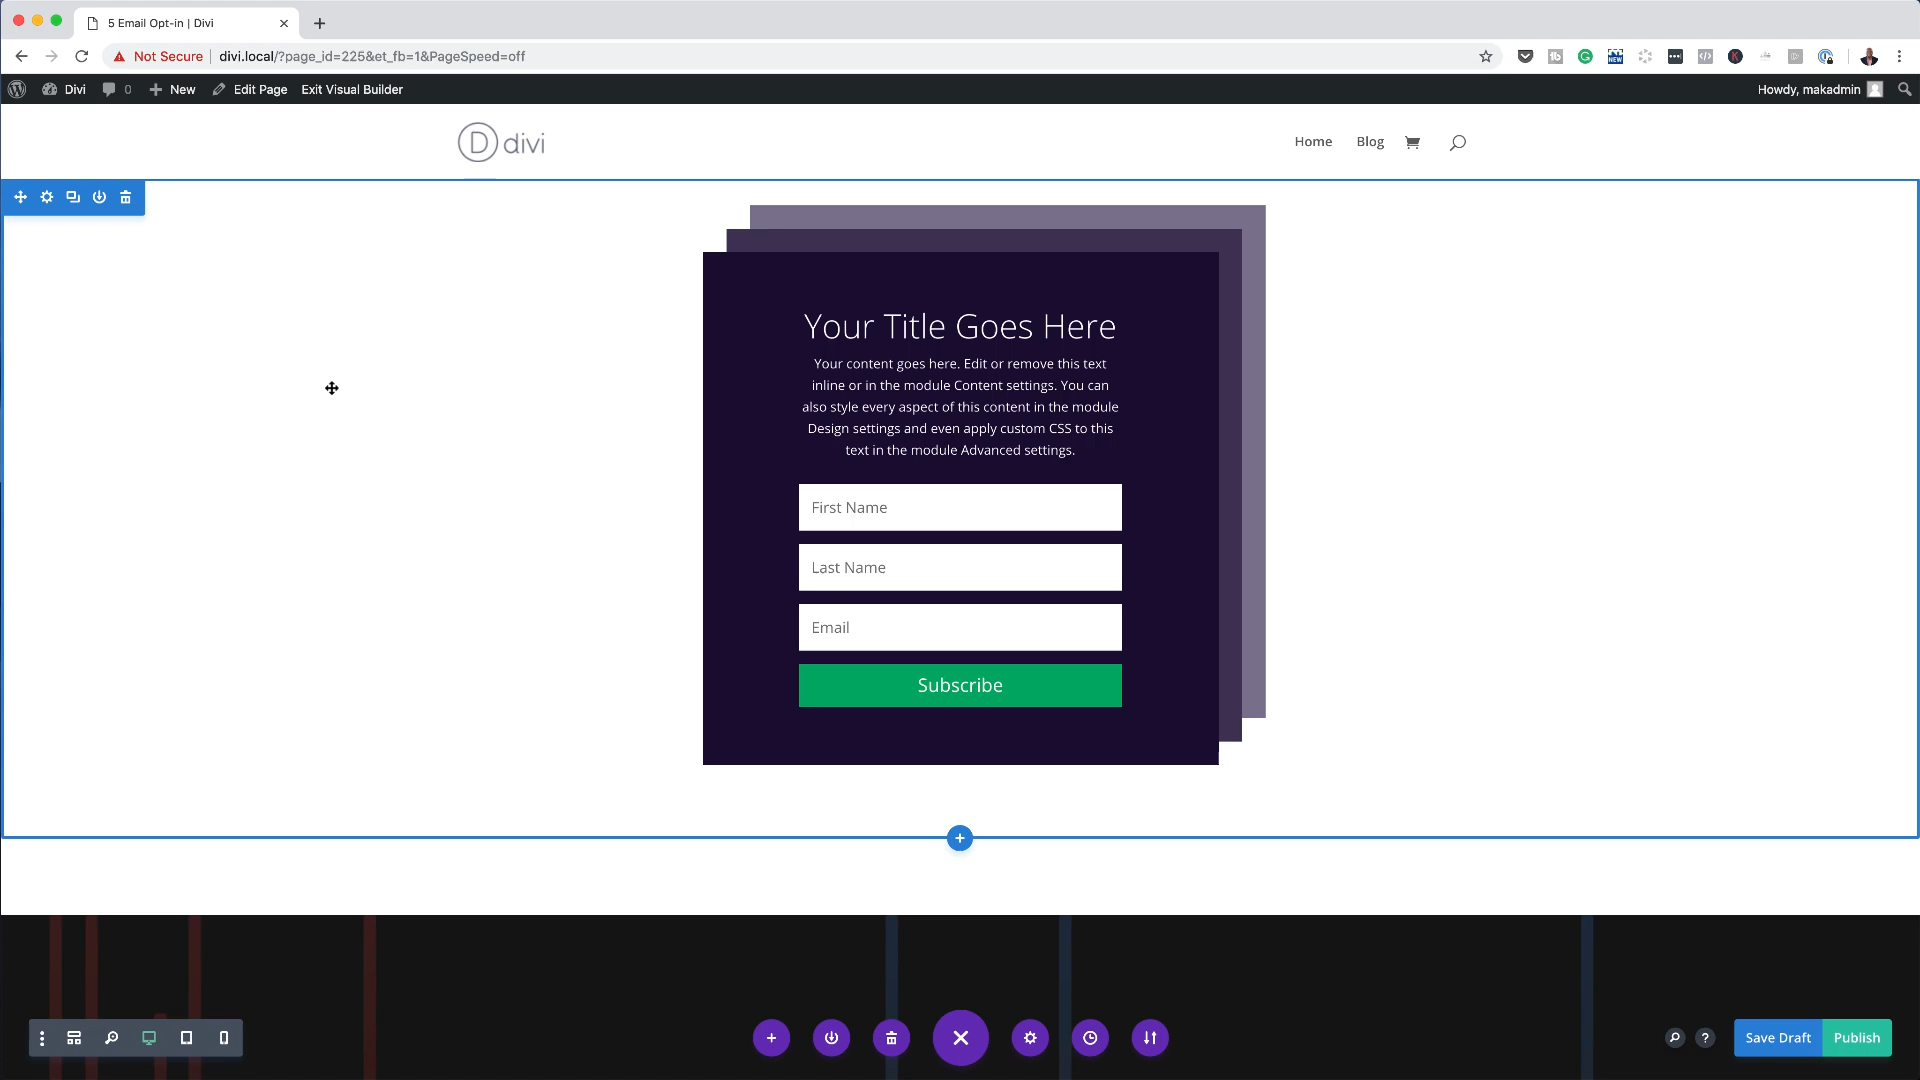 5 Email Opt-in | Divi
Not Secure
divi.local/?page_id=225&et_fb=1&PageSpeed=off
Divi
0
New
Edit Page
Exit Visual Builder
Howdy, makadmin
D divi
Home
Blog
Your Title Goes Here
Your content goes here. Edit or remove this text
inline or in the module Content settings. You can
also style every aspect of this content in the module
Design settings and even apply custom CSS to this
text in the module Advanced settings.
First Name
Last Name
Email
Subscribe
Save Draft
Publish